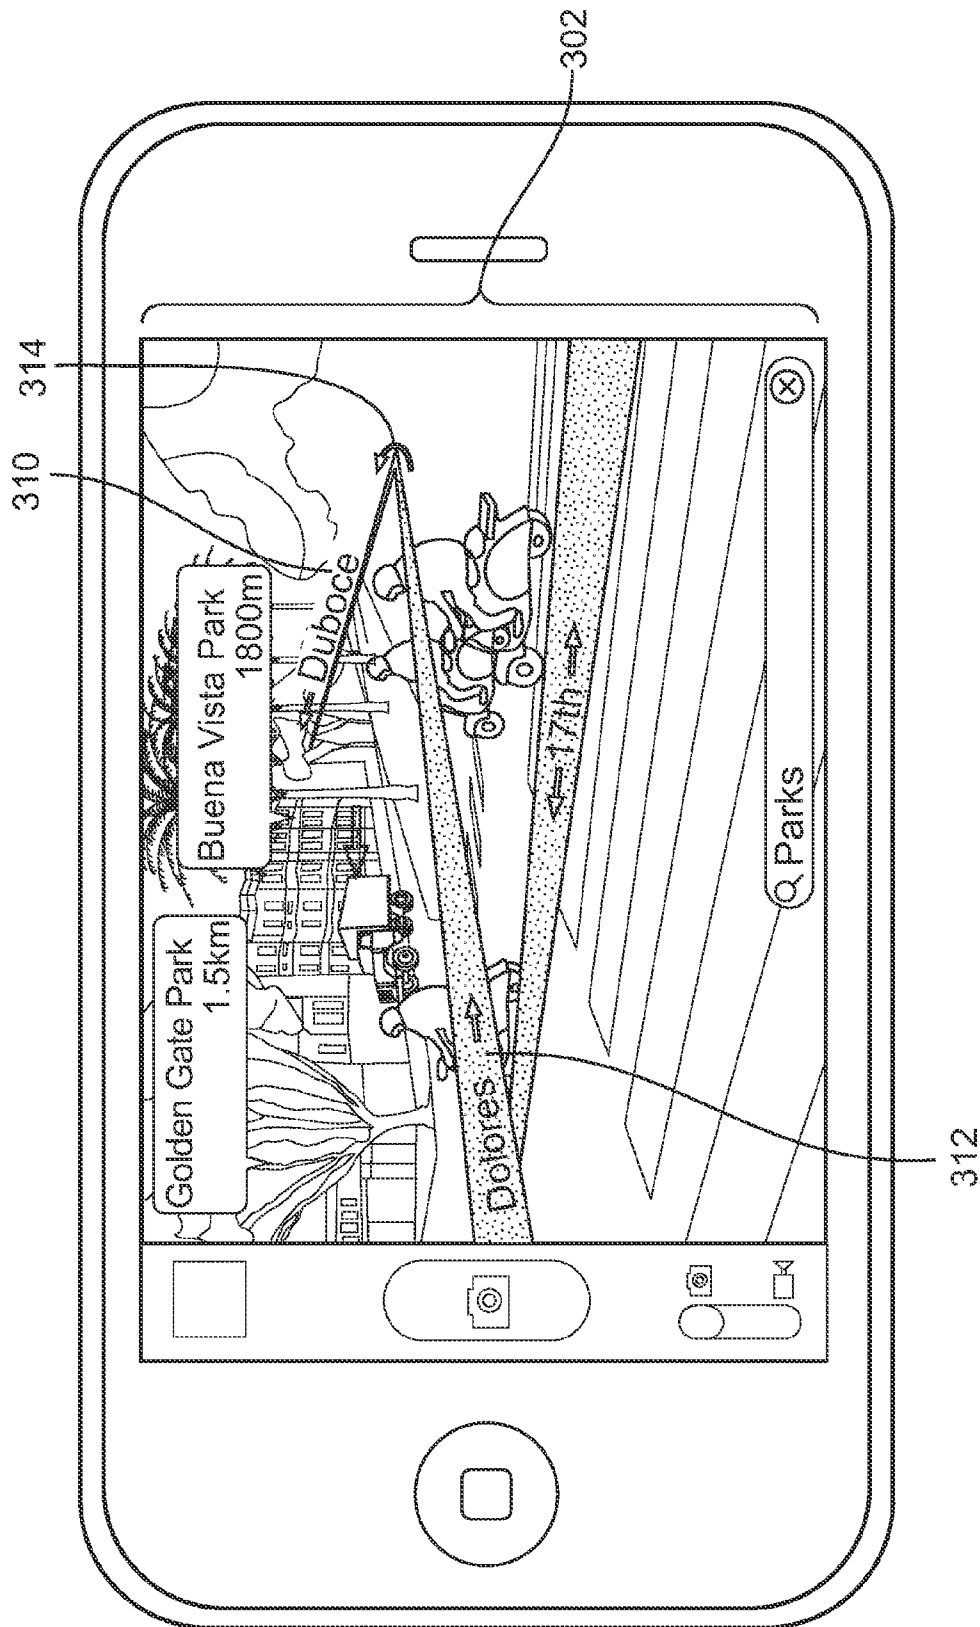 302
314
310
Golden Gate Park
1.5km
Buena Vista Park
1800m
Duboce
Dolores
17th
Parks
312